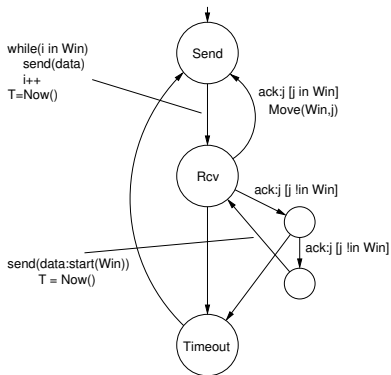 while(i in Win)
send(data)
i++
T=Now()
Send
ack:j [j in Win]
Move(Win,j)
Rcv
ack:j [j !in Win]
ack:j [j !in Win]
send(data:start(Win))
T = Now()
Timeout